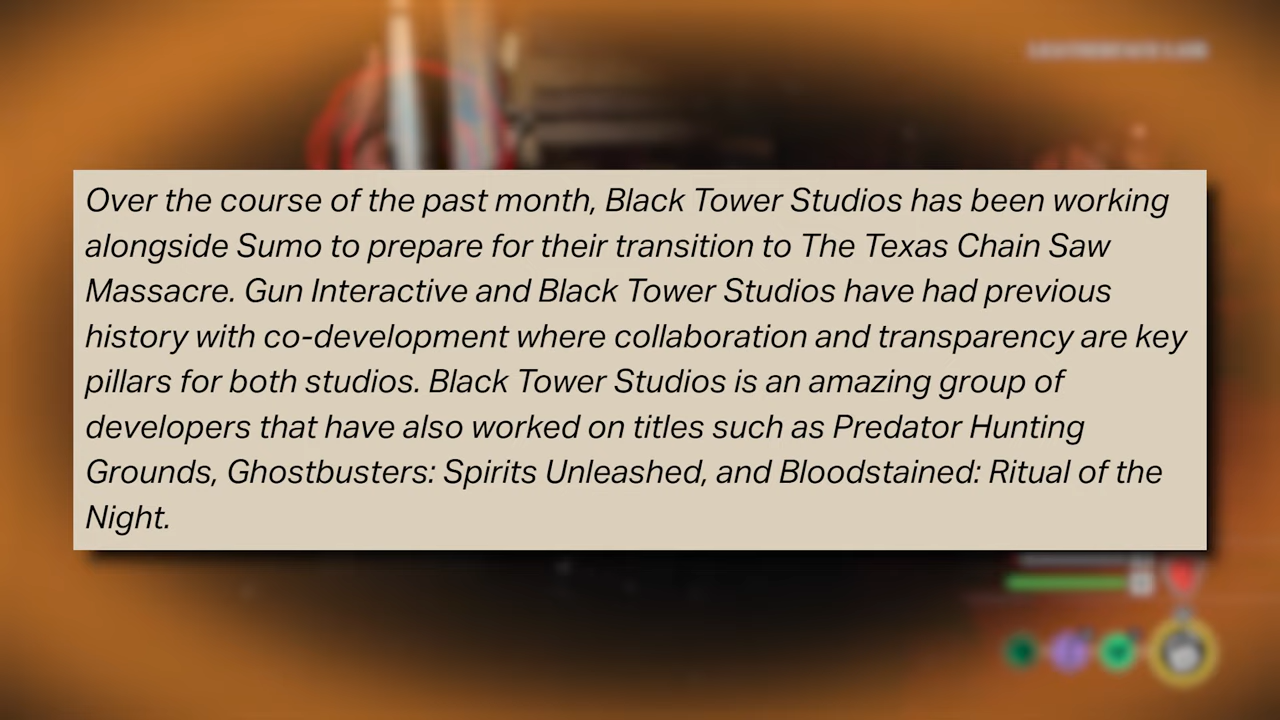 Over the course of the past month, Black Tower Studios has been working
alongside Sumo to prepare for their transition to The Texas Chain Saw
Massacre. Gun Interactive and Black Tower Studios have had previous
history with co-development where collaboration and transparency are key
pillars for both studios. Black Tower Studios is an amazing group of
developers that have also worked on titles such as Predator Hunting
Grounds, Ghostbusters: Spirits Unleashed, and Bloodstained: Ritual of the
Night.